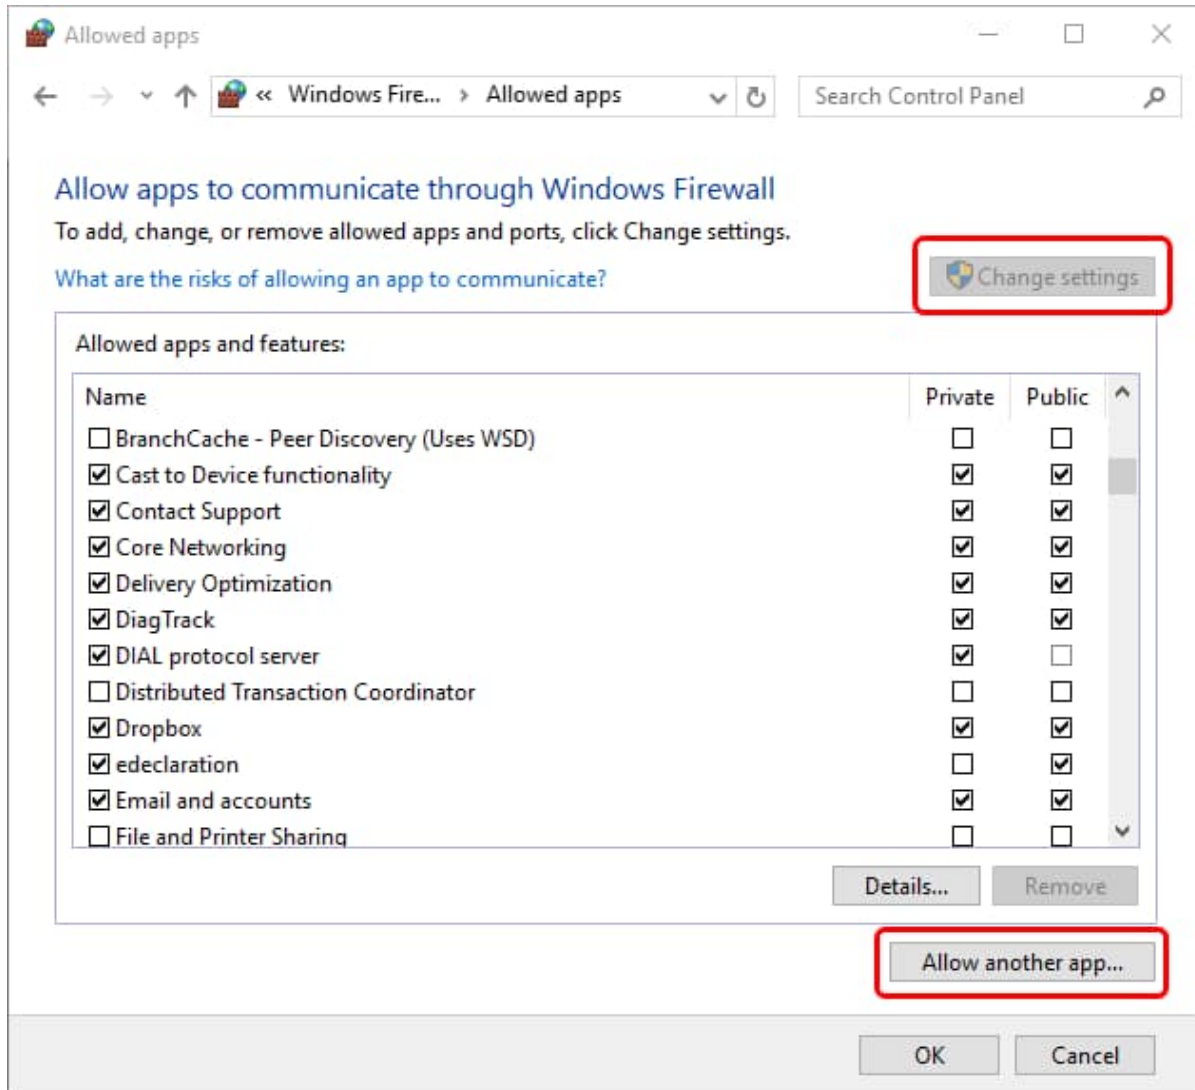 Allowed apps
« Windows Fire... › Allowed apps
Search Control Panel
Allow apps to communicate through Windows Firewall
To add, change, or remove allowed apps and ports, click Change settings.
What are the risks of allowing an app to communicate?
Change settings
Allowed apps and features:
Name Private Public
BranchCache - Peer Discovery (Uses WSD)
Cast to Device functionality
Contact Support
Core Networking
Delivery Optimization
DiagTrack
DIAL protocol server
Distributed Transaction Coordinator
Dropbox
edeclaration
Email and accounts
File and Printer Sharing
Details... Remove
Allow another app...
OK Cancel